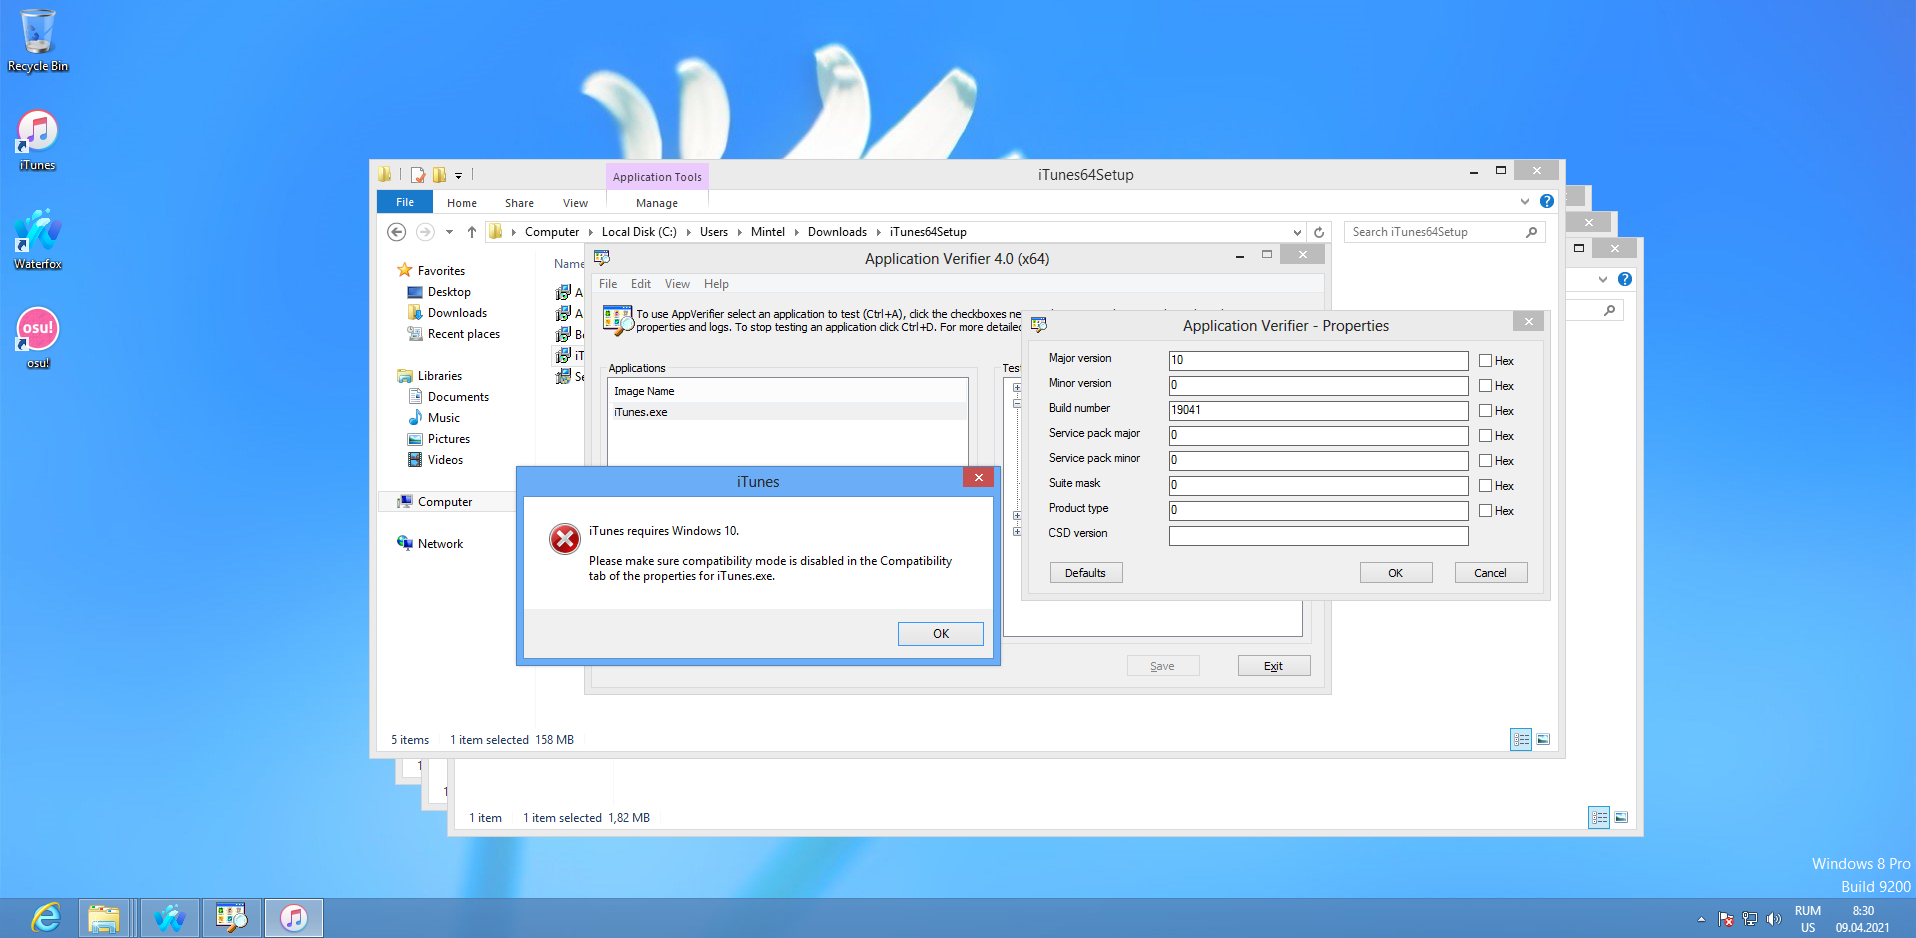 Recycle Bin
iTunes
Waterfox
osu!
osu!
Application Tools
iTunes64Setup
File
Home
Share
View
Manage
Computer
Local Disk (C:)
Users
Mintel
Downloads
iTunes64Setup
Search iTunes64Setup
Favorites
Desktop
Downloads
Recent places
Libraries
Documents
Music
Pictures
Videos
Computer
Network
Name
A
A
B
iT
Se
5 items
1 item selected 158 MB
Application Verifier 4.0 (x64)
File
Edit
View
Help
To use AppVerifier select an application to test (Ctrl+A), click the checkboxes ne
properties and logs. To stop testing an application click Ctrl+D. For more detailed
Applications
Image Name
iTunes.exe
Test
Save
Exit
Application Verifier - Properties
Major version
10
Hex
Minor version
0
Hex
Build number
19041
Hex
Service pack major
0
Hex
Service pack minor
0
Hex
Suite mask
0
Hex
Product type
0
Hex
CSD version
Defaults
OK
Cancel
iTunes
iTunes requires Windows 10.
Please make sure compatibility mode is disabled in the Compatibility
tab of the properties for iTunes.exe.
OK
1
1
1 item
1 item selected 1,82 MB
Windows 8 Pro
Build 9200
RUM
US
8:30
09.04.2021